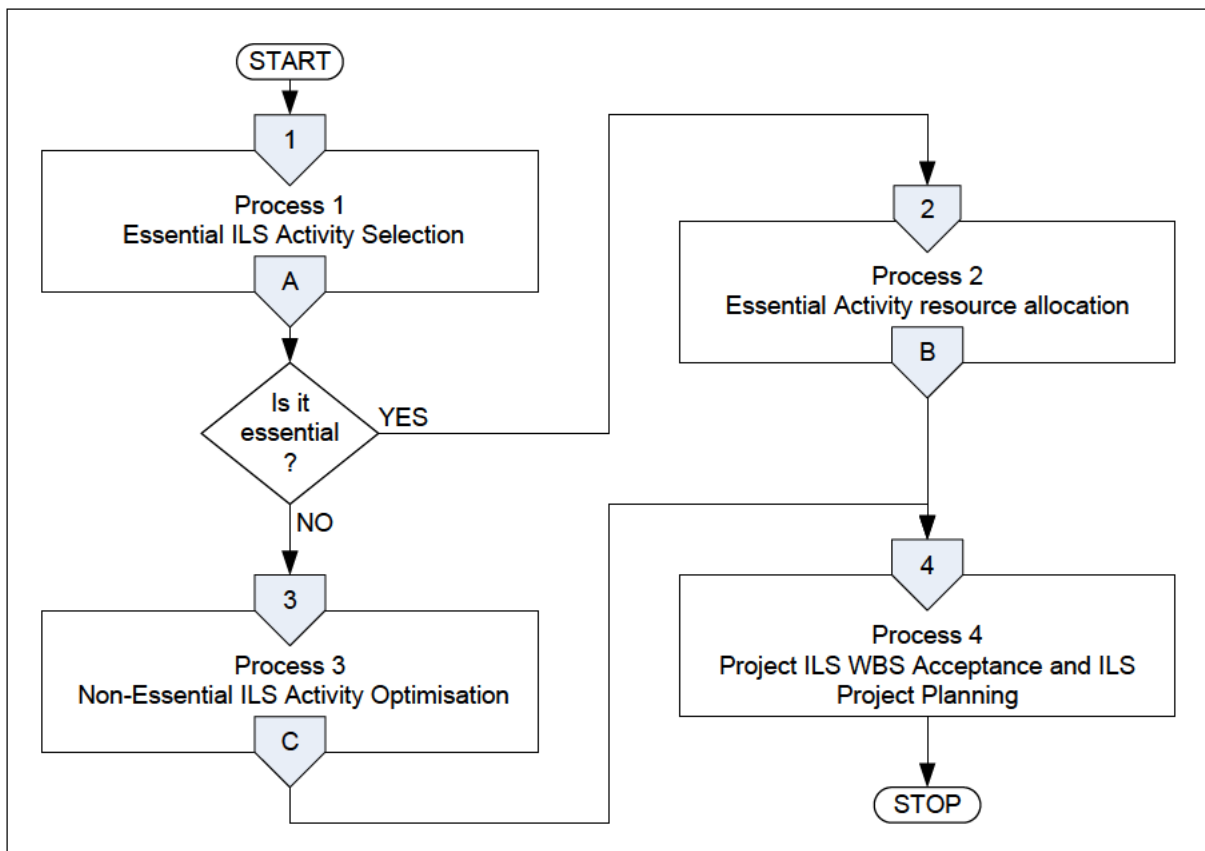 START
1
Process 1
Essential ILS Activity Selection
A
Is it
essential
?
YES
NO
2
Process 2
Essential Activity resource allocation
B
3
Process 3
Non-Essential ILS Activity Optimisation
C
4
Process 4
Project ILS WBS Acceptance and ILS
Project Planning
STOP